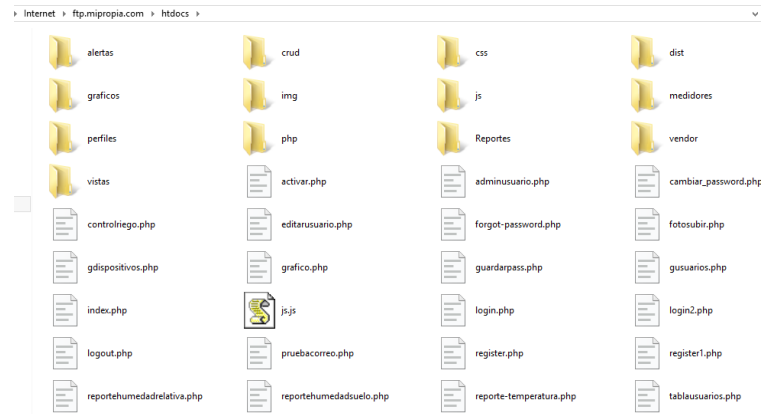 Internet ftp.mipropia.com htdocs
alertas crud css dist
graficos img js medidores
perfiles php Reportes vendor
vistas activar.php adminusuario.php cambiar_password.php
controlriego.php editarusuario.php forgot-password.php fotosubir.php
gdispositivos.php grafico.php guardarpass.php gusuarios.php
index.php js.js login.php login2.php
logout.php pruebacorreo.php register.php register1.php
reportehumedadrelativa.php reportehumedadsuelo.php reporte-temperatura.php tablausuarios.php